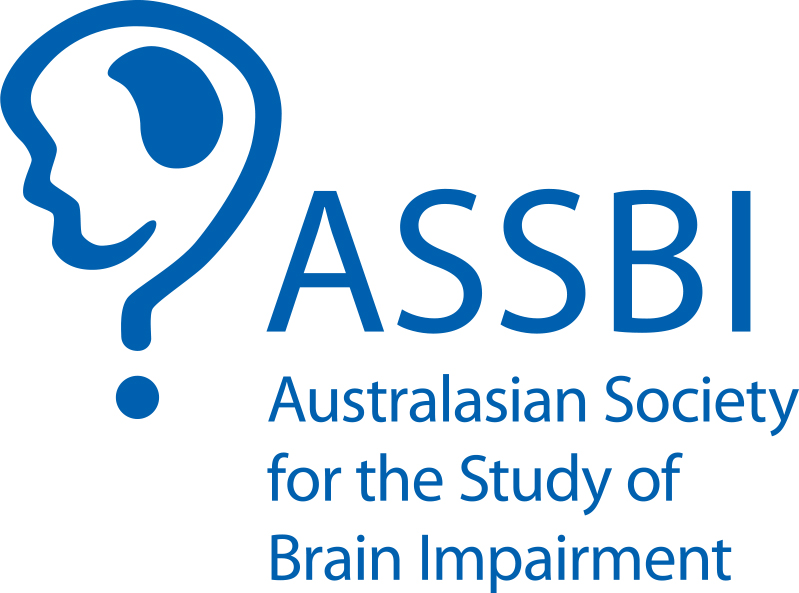 ASSBI
Australasian Society
for the Study of
Brain Impairment